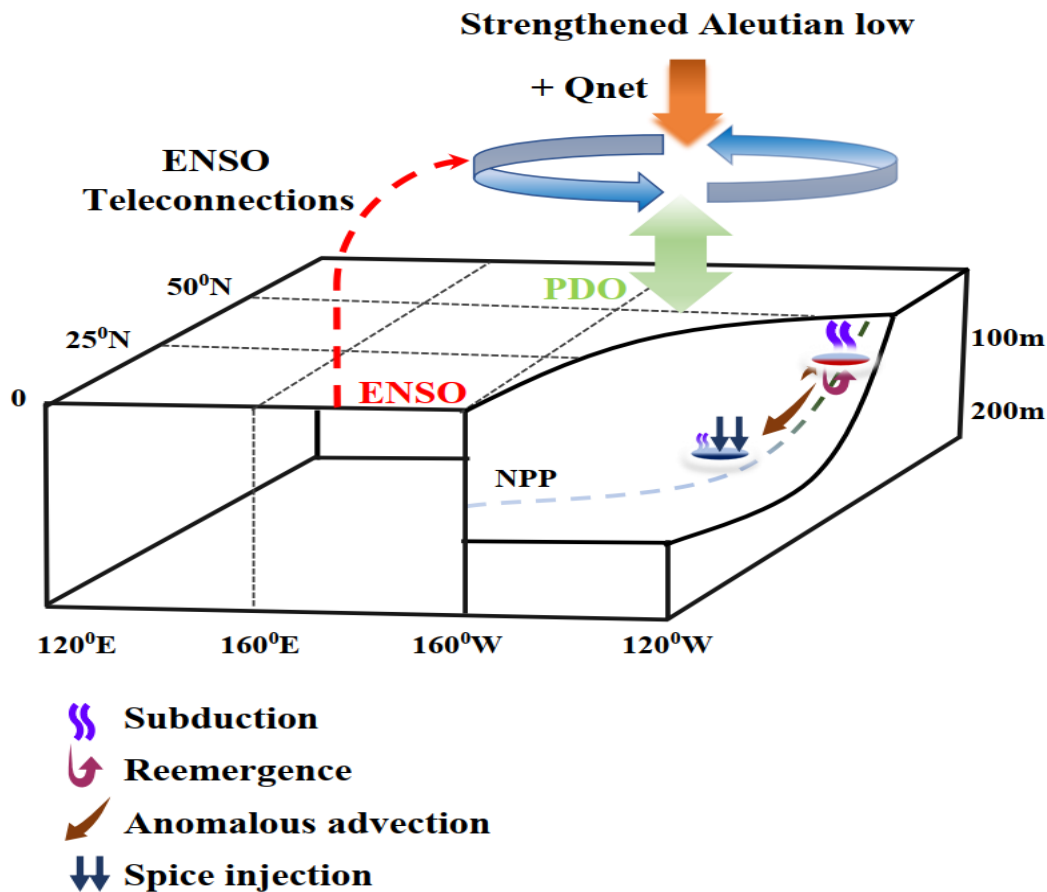 Strengthened Aleutian low
+ Qnet
ENSO
Teleconnections
50⁰N
PDO
100m
25⁰N
0
ENSO
200m
NPP
120⁰E
160⁰E
160⁰W
120⁰W
Subduction
Reemergence
Anomalous advection
Spice injection